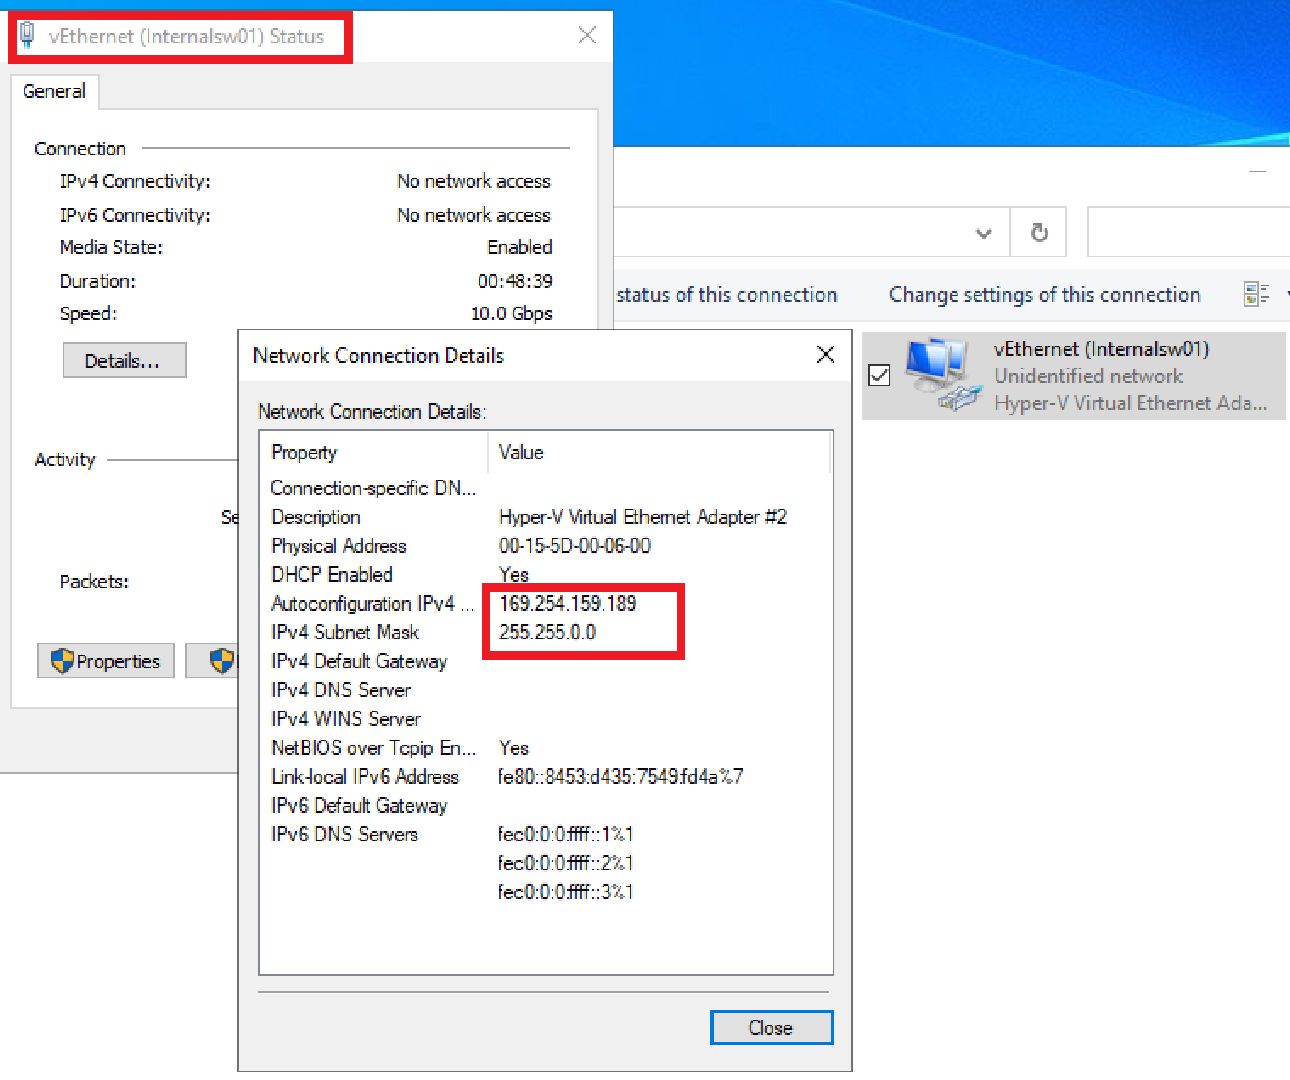 vEthernet (Internalsw01) Status
General
Connection
IPv4 Connectivity: No network access
IPv6 Connectivity: No network access
Media State: Enabled
Duration: 00:48:39
Speed: 10.0 Gbps
Details...
Activity
Se
Packets:
Properties
status of this connection
Change settings of this connection
vEthernet (Internalsw01)
Unidentified network
Hyper-V Virtual Ethernet Ada...
Network Connection Details
Network Connection Details:
Property Value
Connection-specific DN...
Description Hyper-V Virtual Ethernet Adapter #2
Physical Address 00-15-5D-00-06-00
DHCP Enabled Yes
Autoconfiguration IPv4 ... 169.254.159.189
IPv4 Subnet Mask 255.255.0.0
IPv4 Default Gateway
IPv4 DNS Server
IPv4 WINS Server
NetBIOS over Tcpip En... Yes
Link-local IPv6 Address fe80::8453:d435:7549:fd4a%7
IPv6 Default Gateway
IPv6 DNS Servers fec0:0:0:ffff::1%1
fec0:0:0:ffff::2%1
fec0:0:0:ffff::3%1
Close